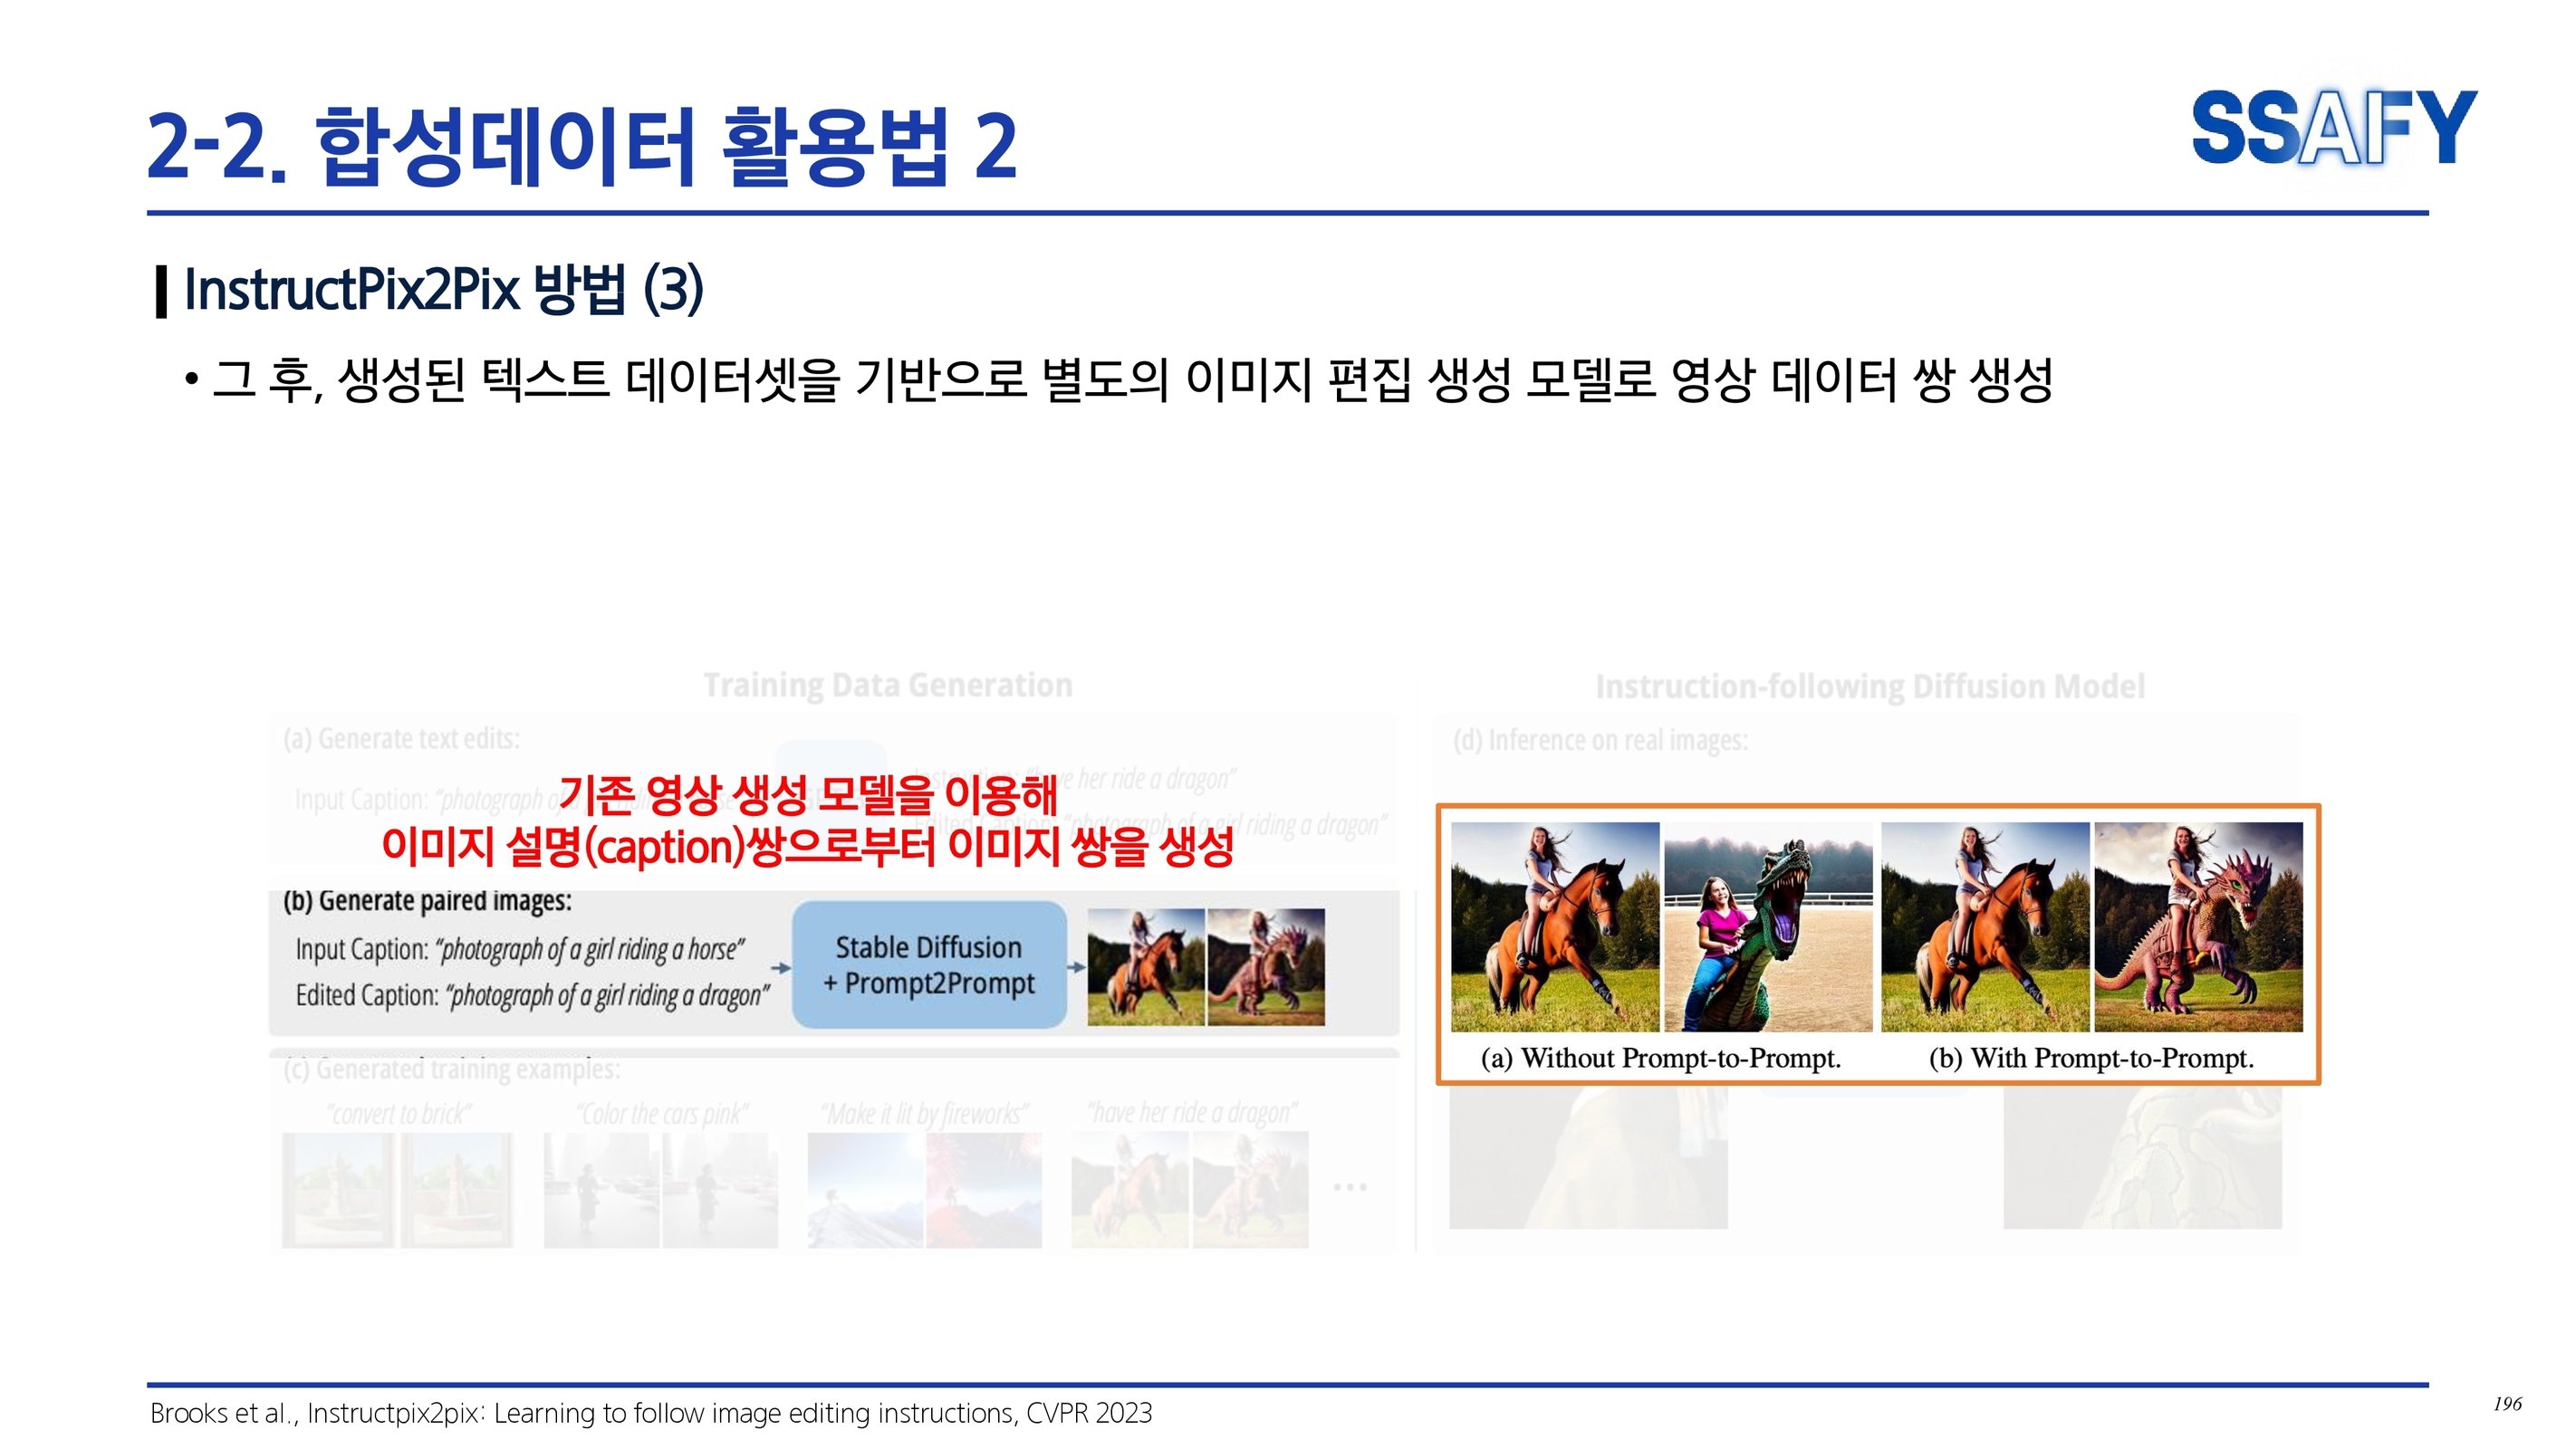 2-2. 합성데이터 활용법 2
SSAFY
InstructPix2Pix 방법 (3)
• 그 후, 생성된 텍스트 데이터셋을 기반으로 별도의 이미지 편집 생성 모델로 영상 데이터 쌍 생성
Training Data Generation
(a) Generate text edits:
Input Caption: “photograph of
have her ride a dragon”
Edited Caption: “photograph of a girl riding a dragon”
기존 영상 생성 모델을 이용해
이미지 설명(caption)쌍으로부터 이미지 쌍을 생성
(b) Generate paired images:
Input Caption: “photograph of a girl riding a horse”
Edited Caption: “photograph of a girl riding a dragon”
Stable Diffusion
+ Prompt2Prompt
(c) Generated training examples:
“convert to brick”
“Color the cars pink”
“Make it lit by fireworks”
“have her ride a dragon”
...
Instruction-following Diffusion Model
(d) Inference on real images:
(a) Without Prompt-to-Prompt.
(b) With Prompt-to-Prompt.
Brooks et al., Instructpix2pix: Learning to follow image editing instructions, CVPR 2023
196